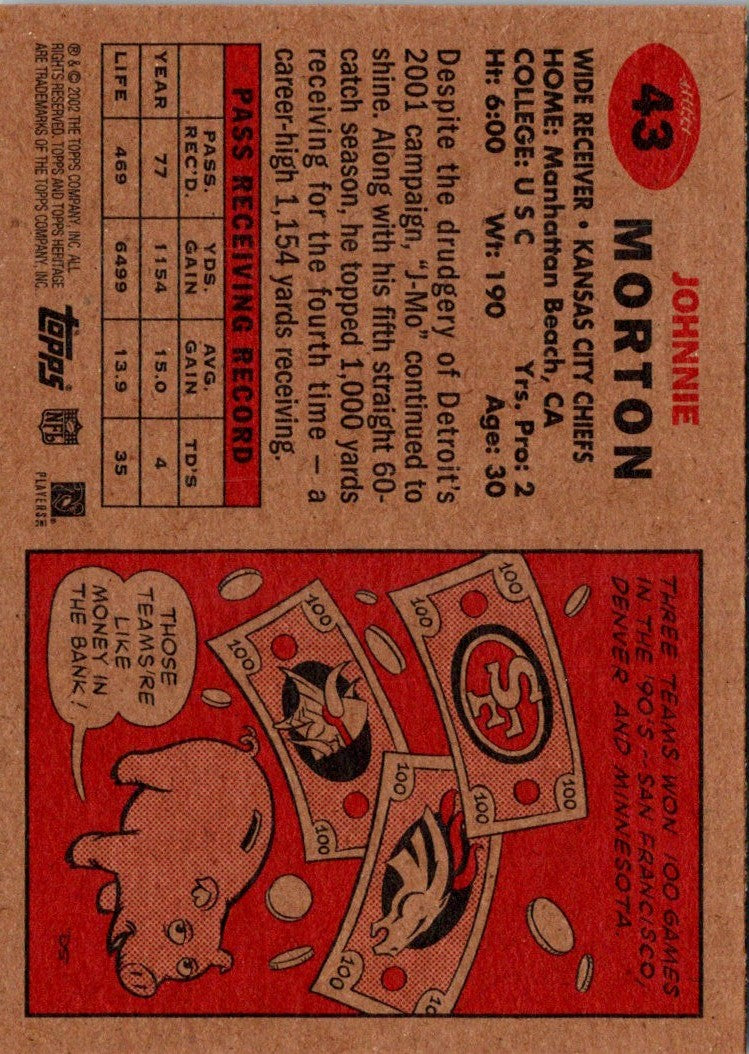 43
JOHNNIE
MORTON
WIDE RECEIVER • KANSAS CITY CHIEFS
HOME: Manhattan Beach, CA
COLLEGE: U S C Yrs. Pro: 2
Ht: 6:00 Wt: 190 Age: 30
Despite the drudgery of Detroit's
2001 campaign, "J-Mo" continued to
shine. Along with his fifth straight 60-
catch season, he topped 1,000 yards
receiving for the fourth time — a
career-high 1,154 yards receiving.
PASS RECEIVING RECORD
PASS. REC'D. YDS. GAIN AVG. GAIN TD'S
YEAR 77 1154 15.0 4
LIFE 469 6499 13.9 35
® & © 2002 THE TOPPS COMPANY, INC. ALL
RIGHTS RESERVED. TOPPS AND TOPPS HERITAGE
ARE TRADEMARKS OF THE TOPPS COMPANY, INC.
topps
NFL
PLAYERS INC
THREE TEAMS WON 100 GAMES
IN THE '90'S -- SAN FRANCISCO,
DENVER AND MINNESOTA
100 100
100 100
SF
100 100
100 100
100 100
10
THOSE
TEAMS'RE
LIKE
MONEY IN
THE BANK!